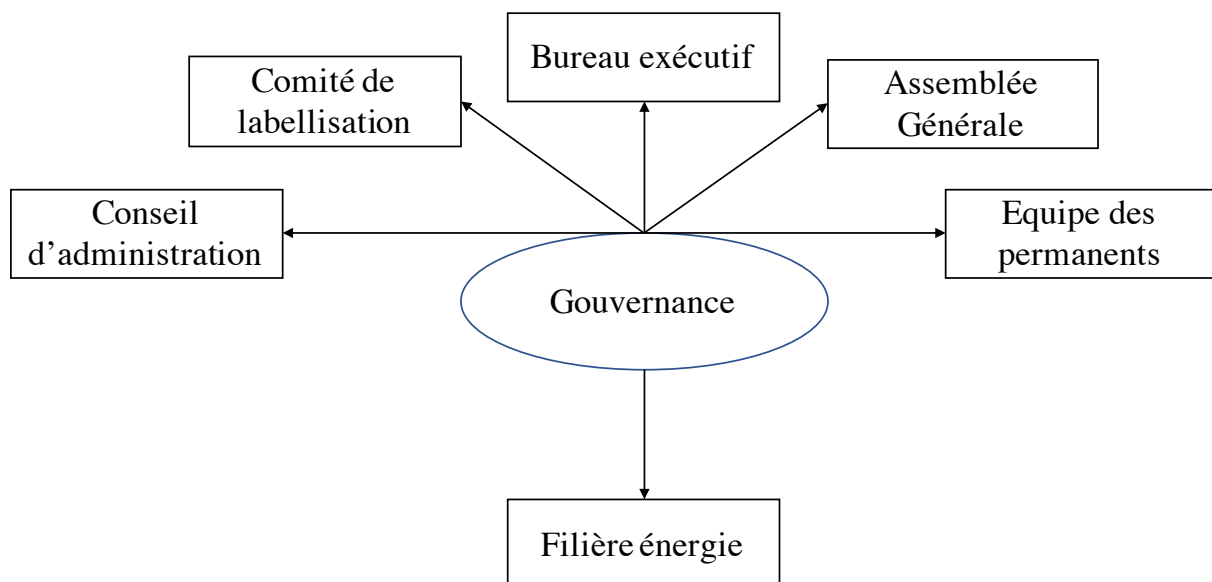 Bureau exécutif
Comité de
labellisation
Assemblée
Générale
Conseil
d’administration
Equipe des
permanents
Gouvernance
Filière énergie